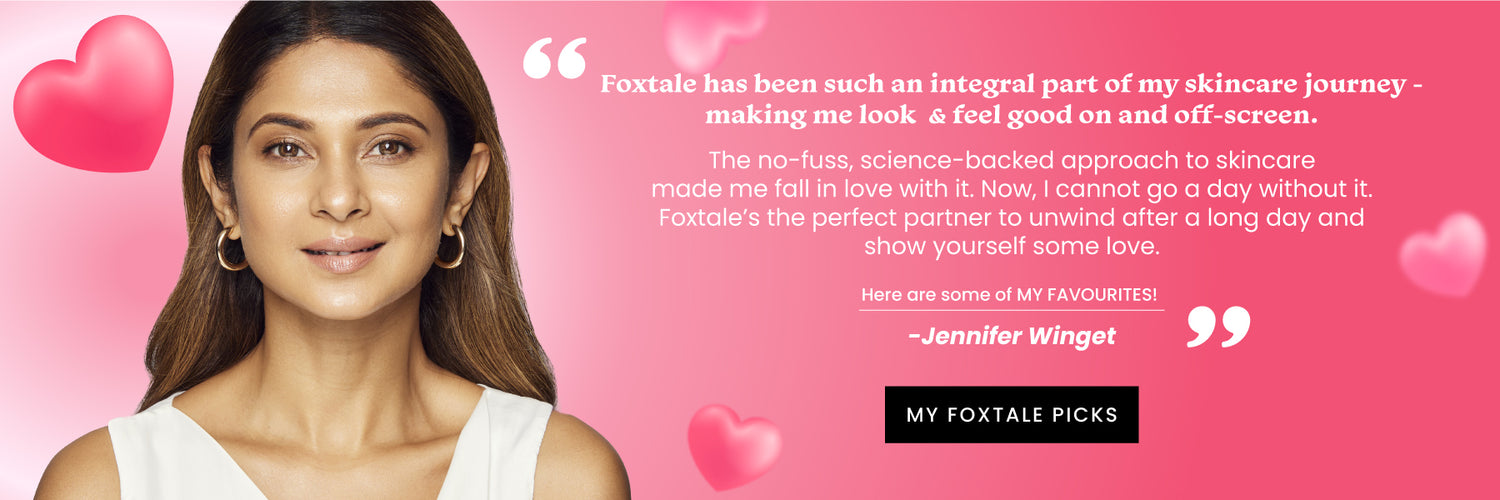 “
Foxtale has been such an integral part of my skincare journey -
making me look & feel good on and off-screen.
The no-fuss, science-backed approach to skincare
made me fall in love with it. Now, I cannot go a day without it.
Foxtale’s the perfect partner to unwind after a long day and
show yourself some love.
Here are some of MY FAVOURITES!
-Jennifer Winget ”
MY FOXTALE PICKS